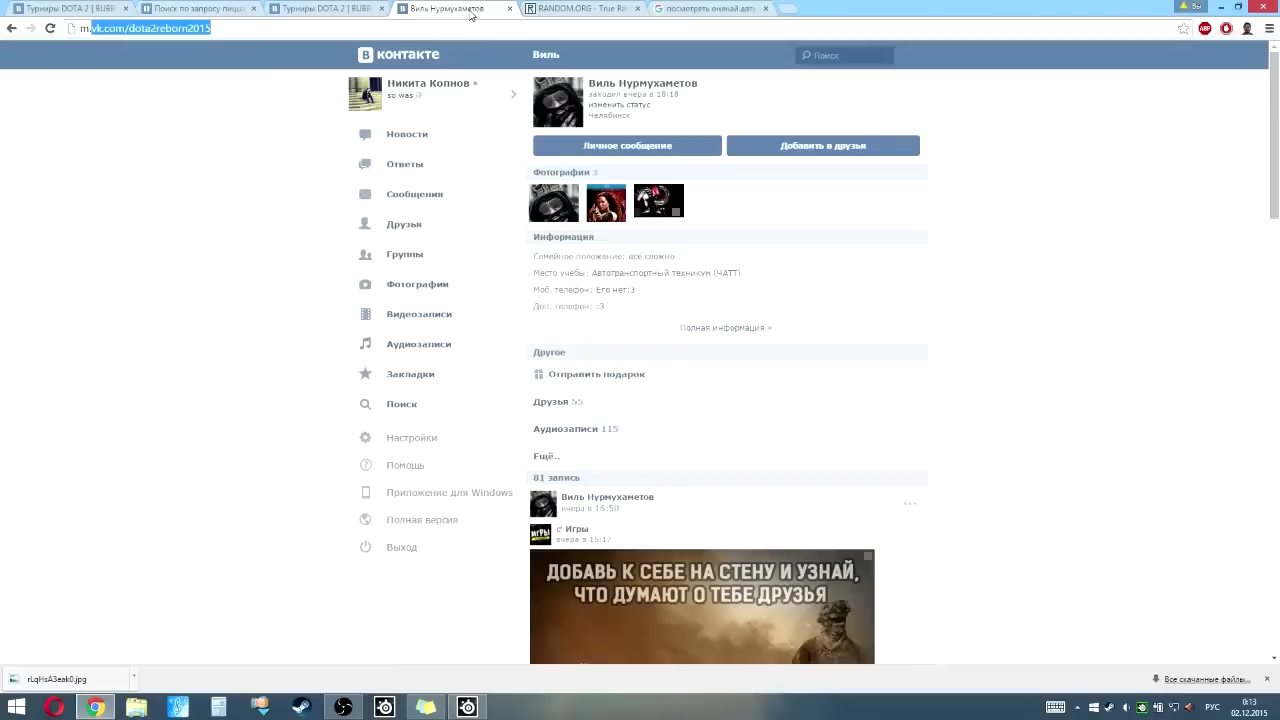 Турниры DOTA 2 [ BUBB
Поиск по запросу пицца
Турниры DOTA 2 [ BUBB
Виль Нурмухаметов
RANDOM.ORG - True Ra
посмотреть онлайн дату
m.vk.com/dota2reborn2015
ABP
контакте
Виль
Поиск
Никита Копнов
so was :?
Виль Нурмухаметов
заходил вчера в 18:18
изменить статус
Челябинск
Личное сообщение
Добавить в друзья
Новости
Ответы
Сообщения
Друзья
Группы
Фотографии
Видеозаписи
Аудиозаписи
Закладки
Поиск
Настройки
Помощь
Приложение для Windows
Полная версия
Выход
Фотографии 3
Информация
Семейное положение: всё сложно
Место учёбы: Автотранспортный техникум (ЧАТТ)
Моб. телефон: Его нет:3
Доп. телефон: :3
Полная информация »
Другое
Отправить подарок
Друзья 55
Аудиозаписи 115
Ещё..
81 запись
Виль Нурмухаметов
вчера в 16:50
ИГРЫ
Игры
вчера в 15:17
ДОБАВЬ К СЕБЕ НА СТЕНУ И УЗНАЙ,
ЧТО ДУМАЮТ О ТЕБЕ ДРУЗЬЯ
rLqHsA3eak0.jpg
Все скачанные файлы...
РУС
0:13
02.12.2015